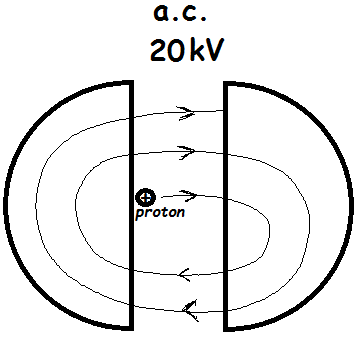 a.c.
20kV
+
proton